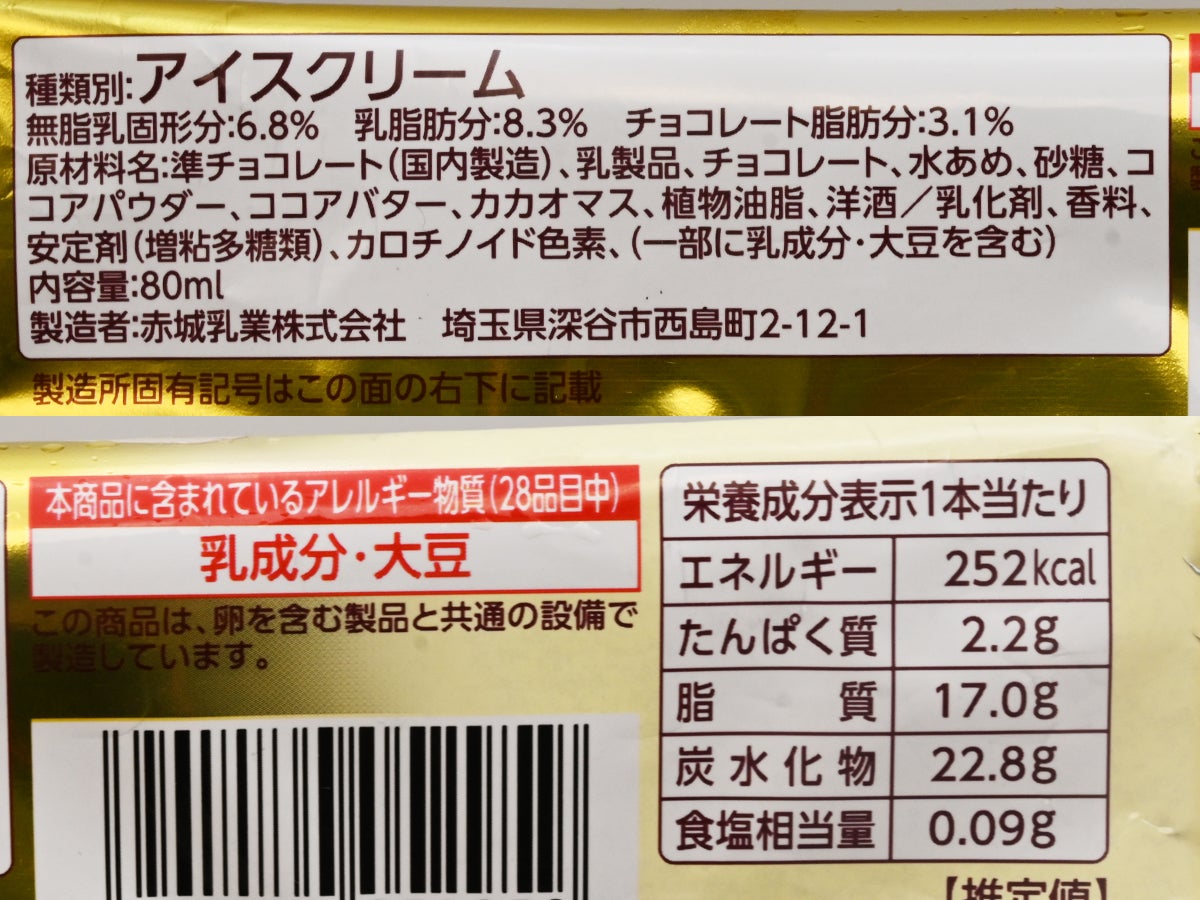 種類別:アイスクリーム
無脂乳固形分:6.8%　乳脂肪分:8.3%　チョコレート脂肪分:3.1%
原材料名:準チョコレート(国内製造)、乳製品、チョコレート、水あめ、砂糖、コ
コアパウダー、ココアバター、カカオマス、植物油脂、洋酒／乳化剤、香料、
安定剤(増粘多糖類)、カロチノイド色素、(一部に乳成分・大豆を含む)
内容量:80ml
製造者:赤城乳業株式会社　埼玉県深谷市西島町2-12-1
製造所固有記号はこの面の右下に記載
本商品に含まれているアレルギー物質(28品目中)
乳成分・大豆
この商品は、卵を含む製品と共通の設備で
製造しています。
栄養成分表示1本当たり
エネルギー 252kcal
たんぱく質 2.2g
脂質 17.0g
炭水化物 22.8g
食塩相当量 0.09g
【推定値】